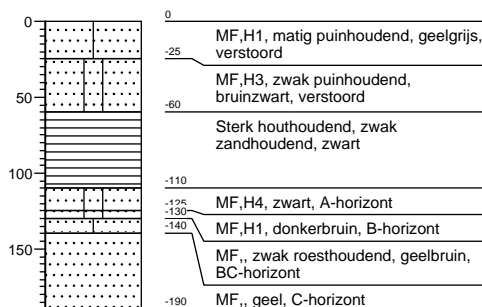 0
0
MF,H1, matig puinhoudend, geelgrijs,
verstoord
-25
MF,H3, zwak puinhoudend,
bruinzwart, verstoord
50
-60
Sterk houthoudend, zwak
zandhoudend, zwart
100
-110
MF,H4, zwart, A-horizont
-125
-130
MF,H1, donkerbruin, B-horizont
-140
MF,, zwak roesthoudend, geelbruin,
BC-horizont
150
-190
MF,, geel, C-horizont